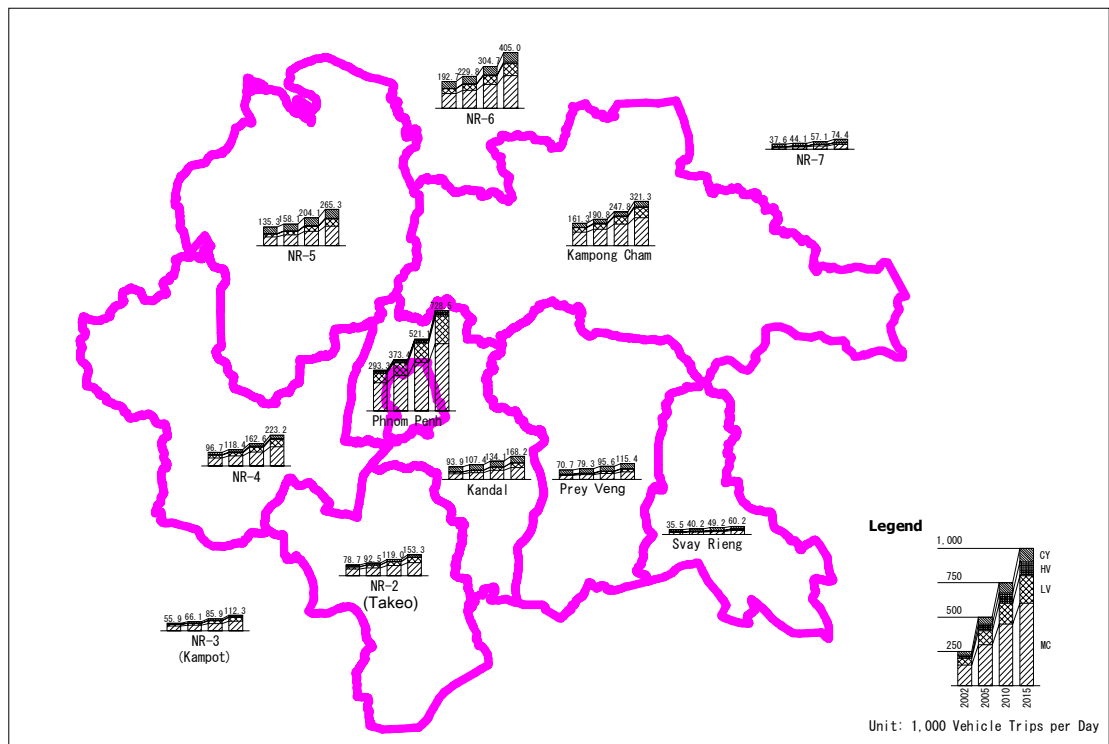 192.7 229.8 304.7 405.0
NR-6
37.6 44.1 57.1 74.4
NR-7
135.3 158.1 204.1 265.3
NR-5
161.3 190.8 247.8 321.3
Kampong Cham
293.3 373.4 521.1 728.5
Phnom Penh
96.7 118.4 162.6 223.2
NR-4
93.9 107.4 134.1 168.2
Kandal
70.7 79.3 95.6 115.4
Prey Veng
35.5 40.2 49.2 60.2
Svay Rieng
78.7 92.5 119.0 153.3
NR-2
(Takeo)
55.9 66.1 85.9 112.3
NR-3
(Kampot)
Legend
1,000
750
500
250
CY
HV
LV
MC
2002 2005 2010 2015
Unit: 1,000 Vehicle Trips per Day